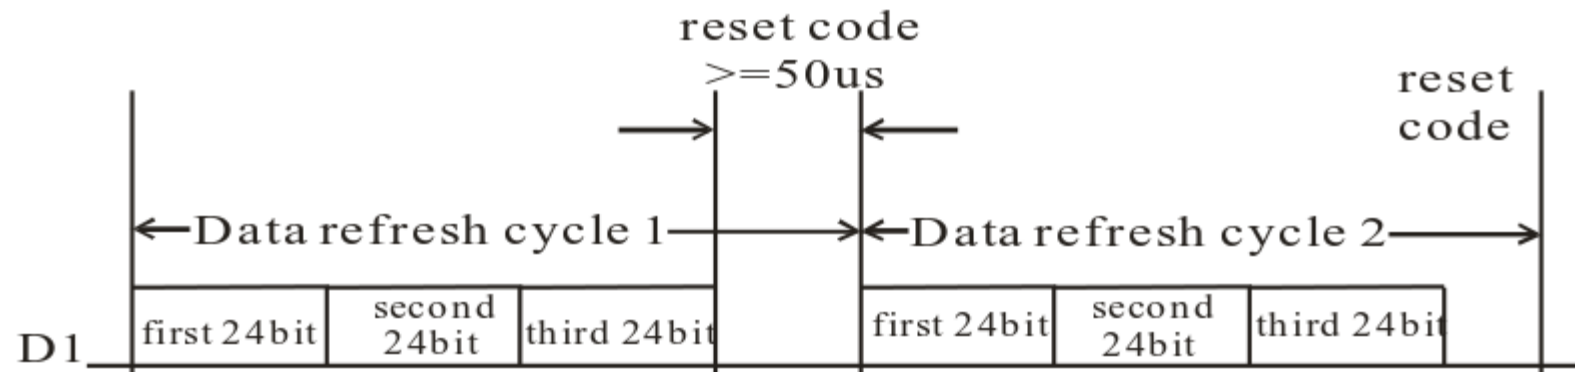 reset code
>=50us
reset
code
Data refresh cycle 1
Data refresh cycle 2
D1
first 24bit
second
24bit
third 24bit
first 24bit
second
24bit
third 24bit